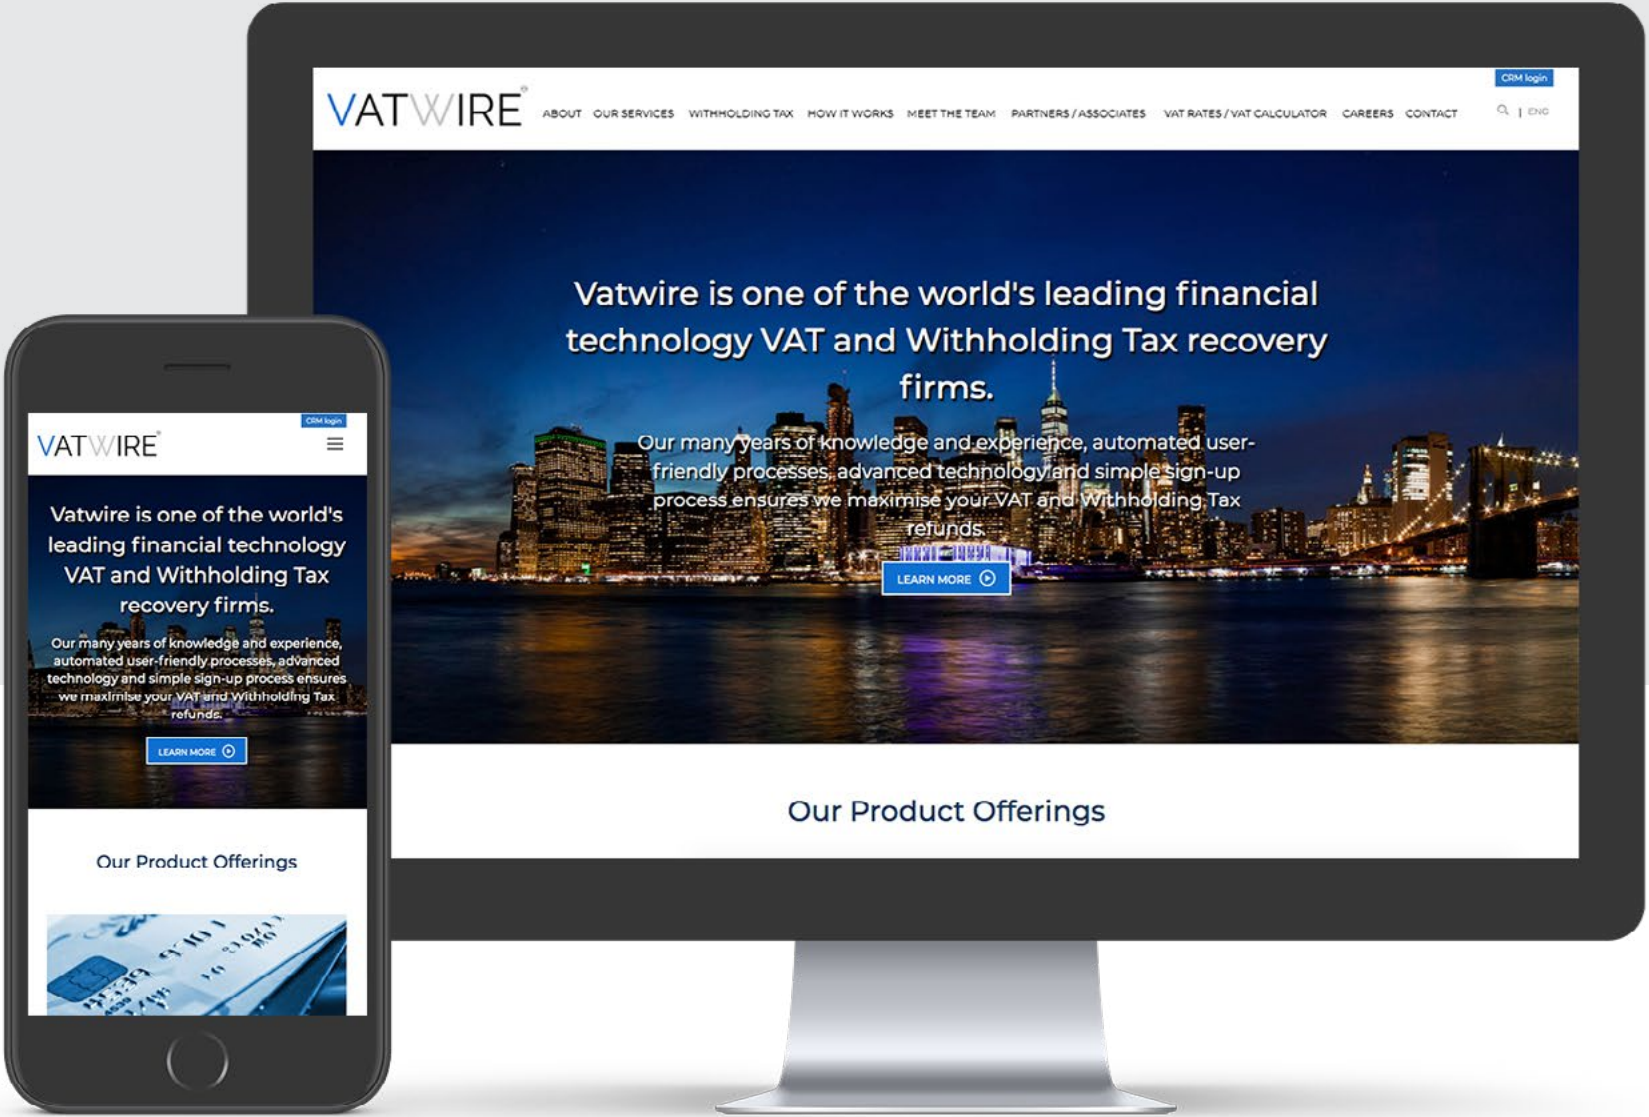 CRM login
VATWIRE®
ABOUT OUR SERVICES WITHHOLDING TAX HOW IT WORKS MEET THE TEAM PARTNERS / ASSOCIATES VAT RATES / VAT CALCULATOR CAREERS CONTACT | ENG
Vatwire is one of the world's leading financial
technology VAT and Withholding Tax recovery
firms.
Our many years of knowledge and experience, automated user-
friendly processes, advanced technology and simple sign-up
process ensures we maximise your VAT and Withholding Tax
refunds.
LEARN MORE
Our Product Offerings
CRM login
VATWIRE®
Vatwire is one of the world's
leading financial technology
VAT and Withholding Tax
recovery firms.
Our many years of knowledge and experience,
automated user-friendly processes, advanced
technology and simple sign-up process ensures
we maximise your VAT and Withholding Tax
refunds.
LEARN MORE
Our Product Offerings